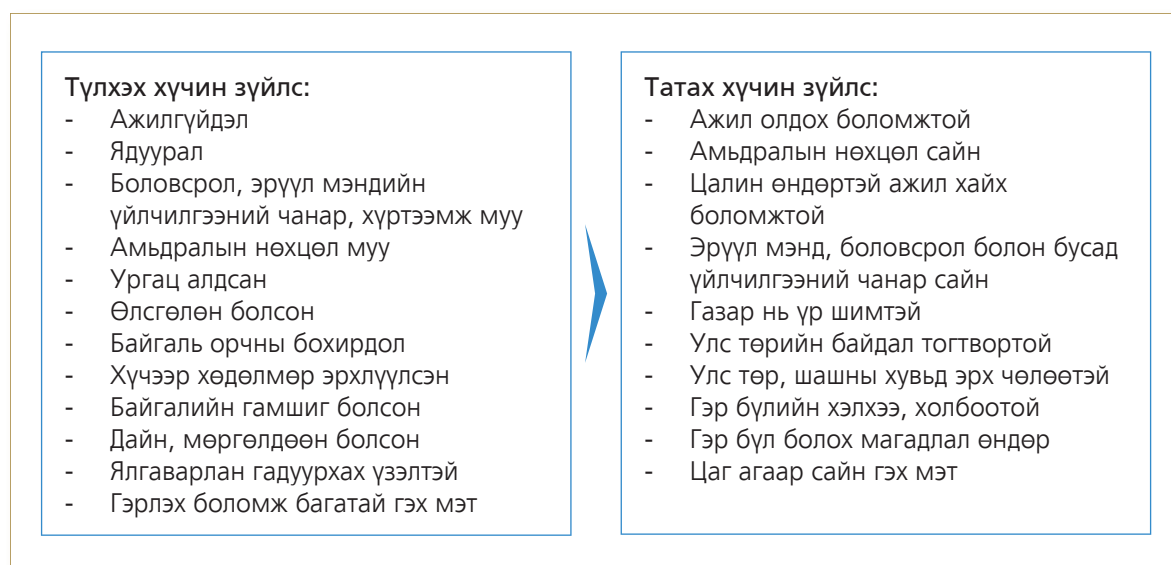 Түлхэх хүчин зүйлс:
- Ажилгүйдэл
- Ядуурал
- Боловсрол, эрүүл мэндийн
үйлчилгээний чанар, хүртээмж муу
- Амьдралын нөхцөл муу
- Ургац алдсан
- Өлсгөлөн болсон
- Байгаль орчны бохирдол
- Хүчээр хөдөлмөр эрхлүүлсэн
- Байгалийн гамшиг болсон
- Дайн, мөргөлдөөн болсон
- Ялгаварлан гадуурхах үзэлтэй
- Гэрлэх боломж багатай гэх мэт
Татах хүчин зүйлс:
- Ажил олдох боломжтой
- Амьдралын нөхцөл сайн
- Цалин өндөртэй ажил хайх
боломжтой
- Эрүүл мэнд, боловсрол болон бусад
үйлчилгээний чанар сайн
- Газар нь үр шимтэй
- Улс төрийн байдал тогтвортой
- Улс төр, шашны хувьд эрх чөлөөтэй
- Гэр бүлийн хэлхээ, холбоотой
- Гэр бүл болох магадлал өндөр
- Цаг агаар сайн гэх мэт